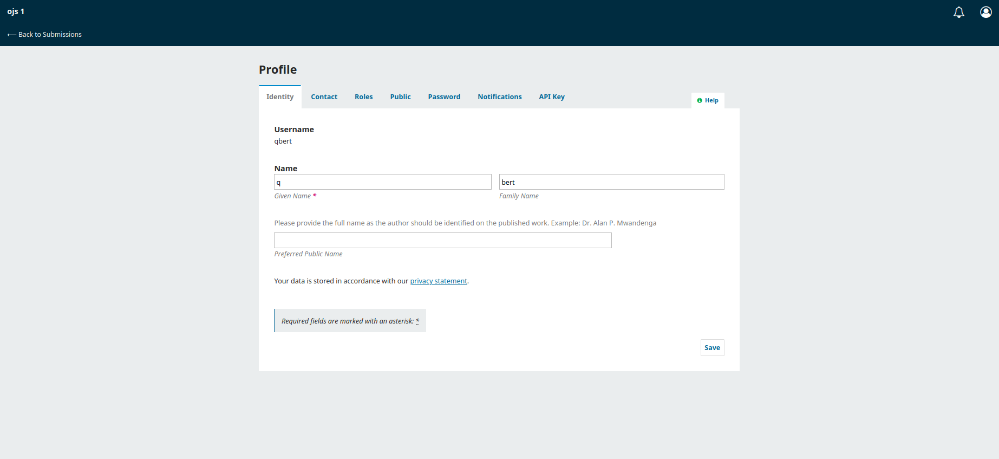 ojs 1
⟵ Back to Submissions
Profile
Identity Contact Roles Public Password Notifications API Key Help
Username
qbert
Name
q bert
Given Name * Family Name
Please provide the full name as the author should be identified on the published work. Example: Dr. Alan P. Mwandenga
Preferred Public Name
Your data is stored in accordance with our privacy statement.
Required fields are marked with an asterisk: *
Save